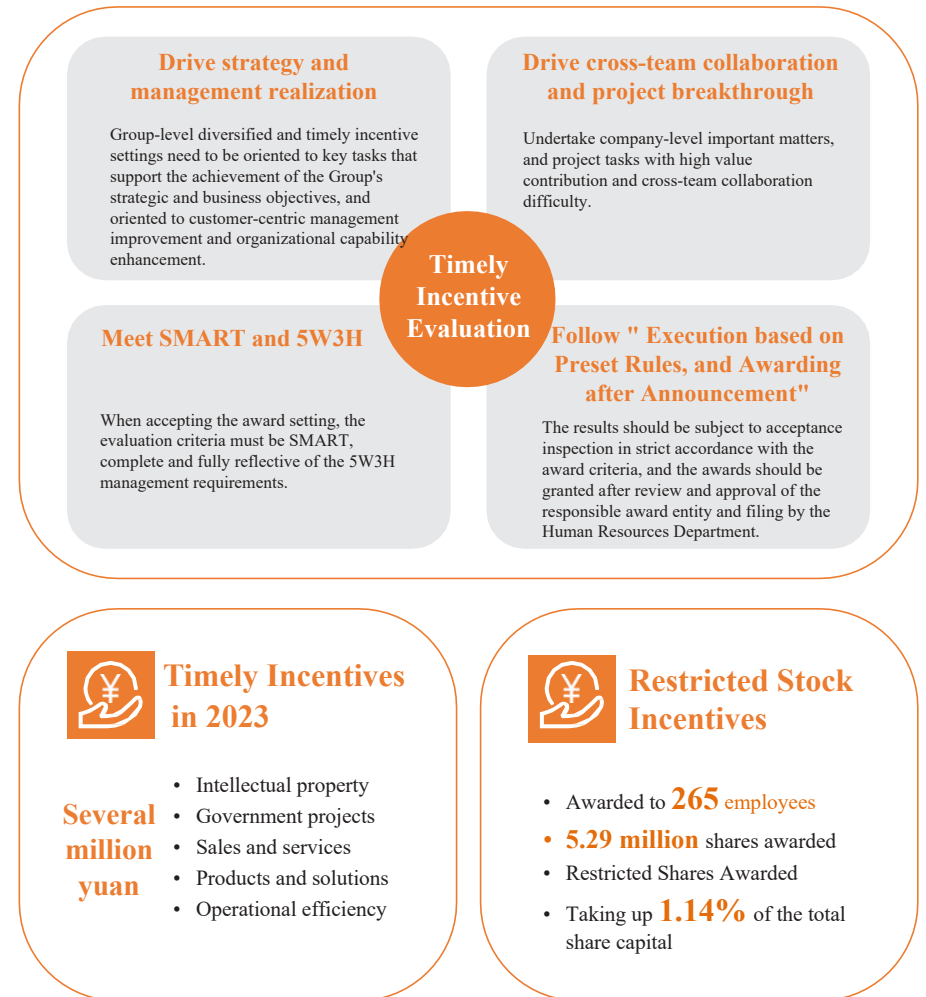 Drive strategy and
management realization
Group-level diversified and timely incentive
settings need to be oriented to key tasks that
support the achievement of the Group's
strategic and business objectives, and
oriented to customer-centric management
improvement and organizational capability
enhancement.
Drive cross-team collaboration
and project breakthrough
Undertake company-level important matters,
and project tasks with high value
contribution and cross-team collaboration
difficulty.
Timely
Incentive
Evaluation
Meet SMART and 5W3H
When accepting the award setting, the
evaluation criteria must be SMART,
complete and fully reflective of the 5W3H
management requirements.
Follow " Execution based on
Preset Rules, and Awarding
after Announcement"
The results should be subject to acceptance
inspection in strict accordance with the
award criteria, and the awards should be
granted after review and approval of the
responsible award entity and filing by the
Human Resources Department.
¥
Timely Incentives
in 2023
Several
million
yuan
• Intellectual property
• Government projects
• Sales and services
• Products and solutions
• Operational efficiency
¥
Restricted Stock
Incentives
• Awarded to 265 employees
• 5.29 million shares awarded
• Restricted Shares Awarded
• Taking up 1.14% of the total
share capital